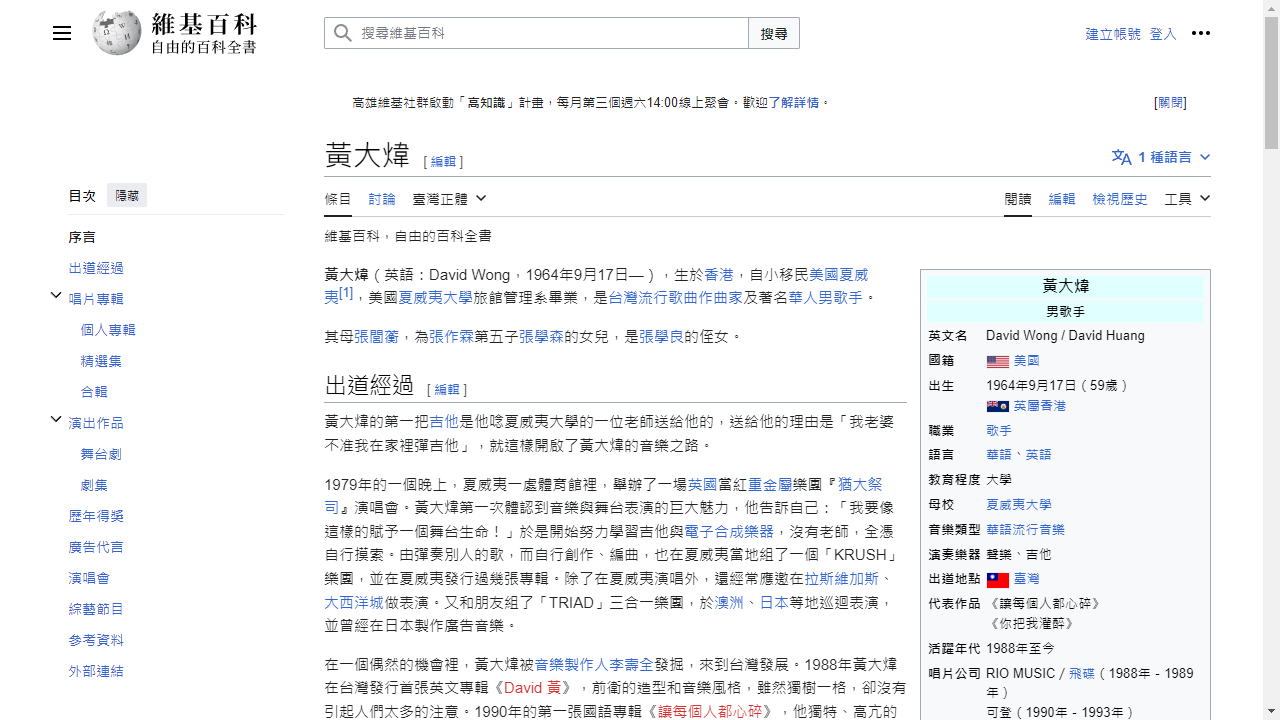 維基百科
自由的百科全書
搜尋維基百科
搜尋
建立帳號 登入
高雄維基社群啟動「高知識」計畫，每月第三個週六14:00線上聚會。歡迎了解詳情。
[關閉]
黃大煒 [編輯]
1 種語言
目次 隱藏
序言
出道經過
唱片專輯
個人專輯
精選集
合輯
演出作品
舞台劇
劇集
歷年得獎
廣告代言
演唱會
綜藝節目
參考資料
外部連結
條目 討論 臺灣正體
閱讀 編輯 檢視歷史 工具
維基百科，自由的百科全書
黃大煒（英語：David Wong，1964年9月17日—），生於香港，自小移民美國夏威
夷[1]，美國夏威夷大學旅館管理系畢業，是台灣流行歌曲作曲家及著名華人男歌手。
其母張閭蘅，為張作霖第五子張學森的女兒，是張學良的侄女。
出道經過 [編輯]
黃大煒的第一把吉他是他唸夏威夷大學的一位老師送給他的，送給他的理由是「我老婆
不准我在家裡彈吉他」，就這樣開啟了黃大煒的音樂之路。
1979年的一個晚上，夏威夷一處體育館裡，舉辦了一場英國當紅重金屬樂團『猶大祭
司』演唱會。黃大煒第一次體認到音樂與舞台表演的巨大魅力，他告訴自己：「我要像
這樣的賦予一個舞台生命！」於是開始努力學習吉他與電子合成樂器，沒有老師，全憑
自行摸索。由彈奏別人的歌，而自行創作、編曲，也在夏威夷當地組了一個「KRUSH」
樂團，並在夏威夷發行過幾張專輯。除了在夏威夷演唱外，還經常應邀在拉斯維加斯、
大西洋城做表演。又和朋友組了「TRIAD」三合一樂團，於澳洲、日本等地巡迴表演，
並曾經在日本製作廣告音樂。
在一個偶然的機會裡，黃大煒被音樂製作人李壽全發掘，來到台灣發展。1988年黃大煒
在台灣發行首張英文專輯《David 黃》，前衛的造型和音樂風格，雖然獨樹一格，卻沒有
引起人們太多的注意。1990年的第一張國語專輯《讓每個人都心碎》，他獨特、高亢的
黃大煒
男歌手
英文名 David Wong / David Huang
國籍 美國
出生 1964年9月17日（59歲）
英屬香港
職業 歌手
語言 華語、英語
教育程度 大學
母校 夏威夷大學
音樂類型 華語流行音樂
演奏樂器 聲樂、吉他
出道地點 臺灣
代表作品 《讓每個人都心碎》
《你把我灌醉》
活躍年代 1988年至今
唱片公司 RIO MUSIC / 飛碟（1988年 - 1989
年）
可登（1990年 - 1993年）